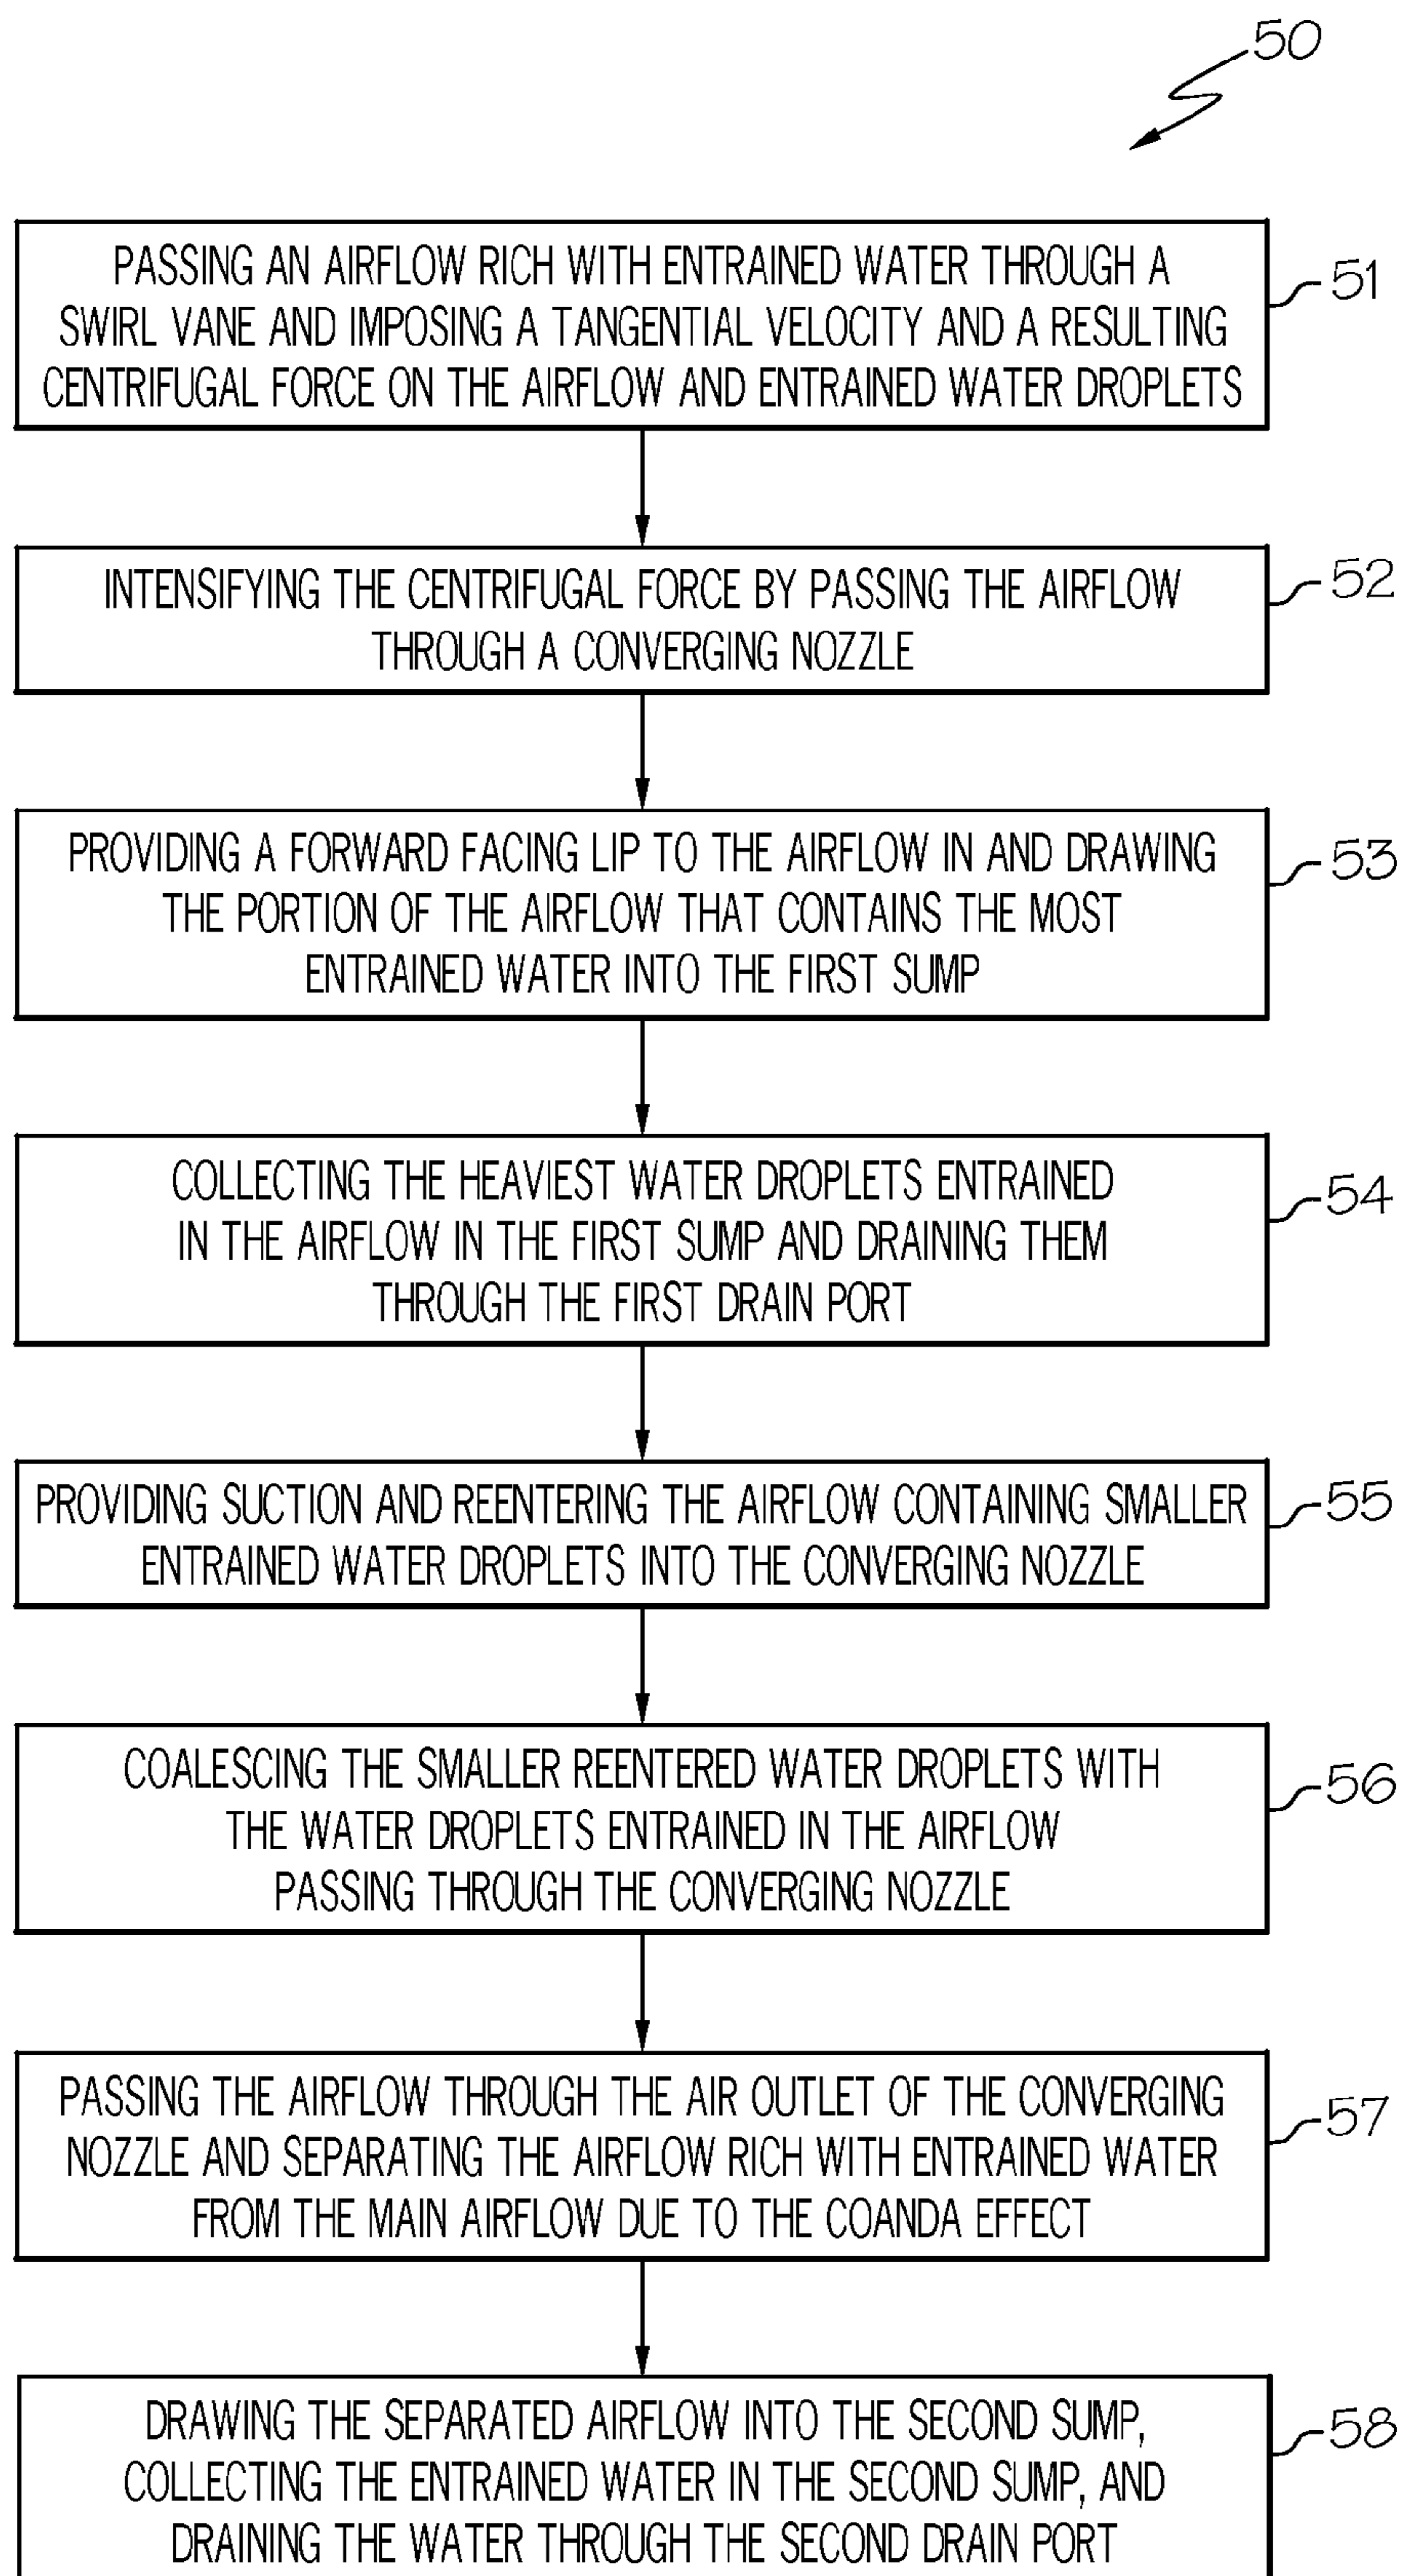 50
PASSING AN AIRFLOW RICH WITH ENTRAINED WATER THROUGH A
SWIRL VANE AND IMPOSING A TANGENTIAL VELOCITY AND A RESULTING
CENTRIFUGAL FORCE ON THE AIRFLOW AND ENTRAINED WATER DROPLETS
51
INTENSIFYING THE CENTRIFUGAL FORCE BY PASSING THE AIRFLOW
THROUGH A CONVERGING NOZZLE
52
PROVIDING A FORWARD FACING LIP TO THE AIRFLOW IN AND DRAWING
THE PORTION OF THE AIRFLOW THAT CONTAINS THE MOST
ENTRAINED WATER INTO THE FIRST SUMP
53
COLLECTING THE HEAVIEST WATER DROPLETS ENTRAINED
IN THE AIRFLOW IN THE FIRST SUMP AND DRAINING THEM
THROUGH THE FIRST DRAIN PORT
54
PROVIDING SUCTION AND REENTERING THE AIRFLOW CONTAINING SMALLER
ENTRAINED WATER DROPLETS INTO THE CONVERGING NOZZLE
55
COALESCING THE SMALLER REENTERED WATER DROPLETS WITH
THE WATER DROPLETS ENTRAINED IN THE AIRFLOW
PASSING THROUGH THE CONVERGING NOZZLE
56
PASSING THE AIRFLOW THROUGH THE AIR OUTLET OF THE CONVERGING
NOZZLE AND SEPARATING THE AIRFLOW RICH WITH ENTRAINED WATER
FROM THE MAIN AIRFLOW DUE TO THE COANDA EFFECT
57
DRAWING THE SEPARATED AIRFLOW INTO THE SECOND SUMP,
COLLECTING THE ENTRAINED WATER IN THE SECOND SUMP, AND
DRAINING THE WATER THROUGH THE SECOND DRAIN PORT
58